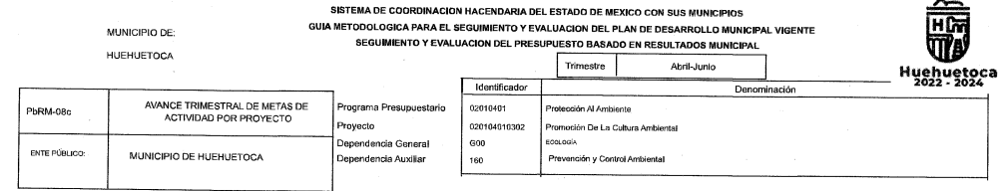 SISTEMA DE COORDINACION HACENDARIA DEL ESTADO DE MEXICO CON SUS MUNICIPIOS
GUIA METODOLOGICA PARA EL SEGUIMIENTO Y EVALUACION DEL PLAN DE DESARROLLO MUNICIPAL VIGENTE
SEGUIMIENTO Y EVALUACION DEL PRESUPUESTO BASADO EN RESULTADOS MUNICIPAL
MUNICIPIO DE:
HUEHUETOCA
Trimestre Abril-Junio
Huehuetoca
2022 - 2024
Identificador Denominación
PbRM-08c AVANCE TRIMESTRAL DE METAS DE ACTIVIDAD POR PROYECTO
ENTE PÚBLICO: MUNICIPIO DE HUEHUETOCA
Programa Presupuestario 02010401 Protección Al Ambiente
Proyecto 020104010302 Promoción De La Cultura Ambiental
Dependencia General G00 ECOLOGÍA
Dependencia Auxiliar 160 Prevención y Control Ambiental